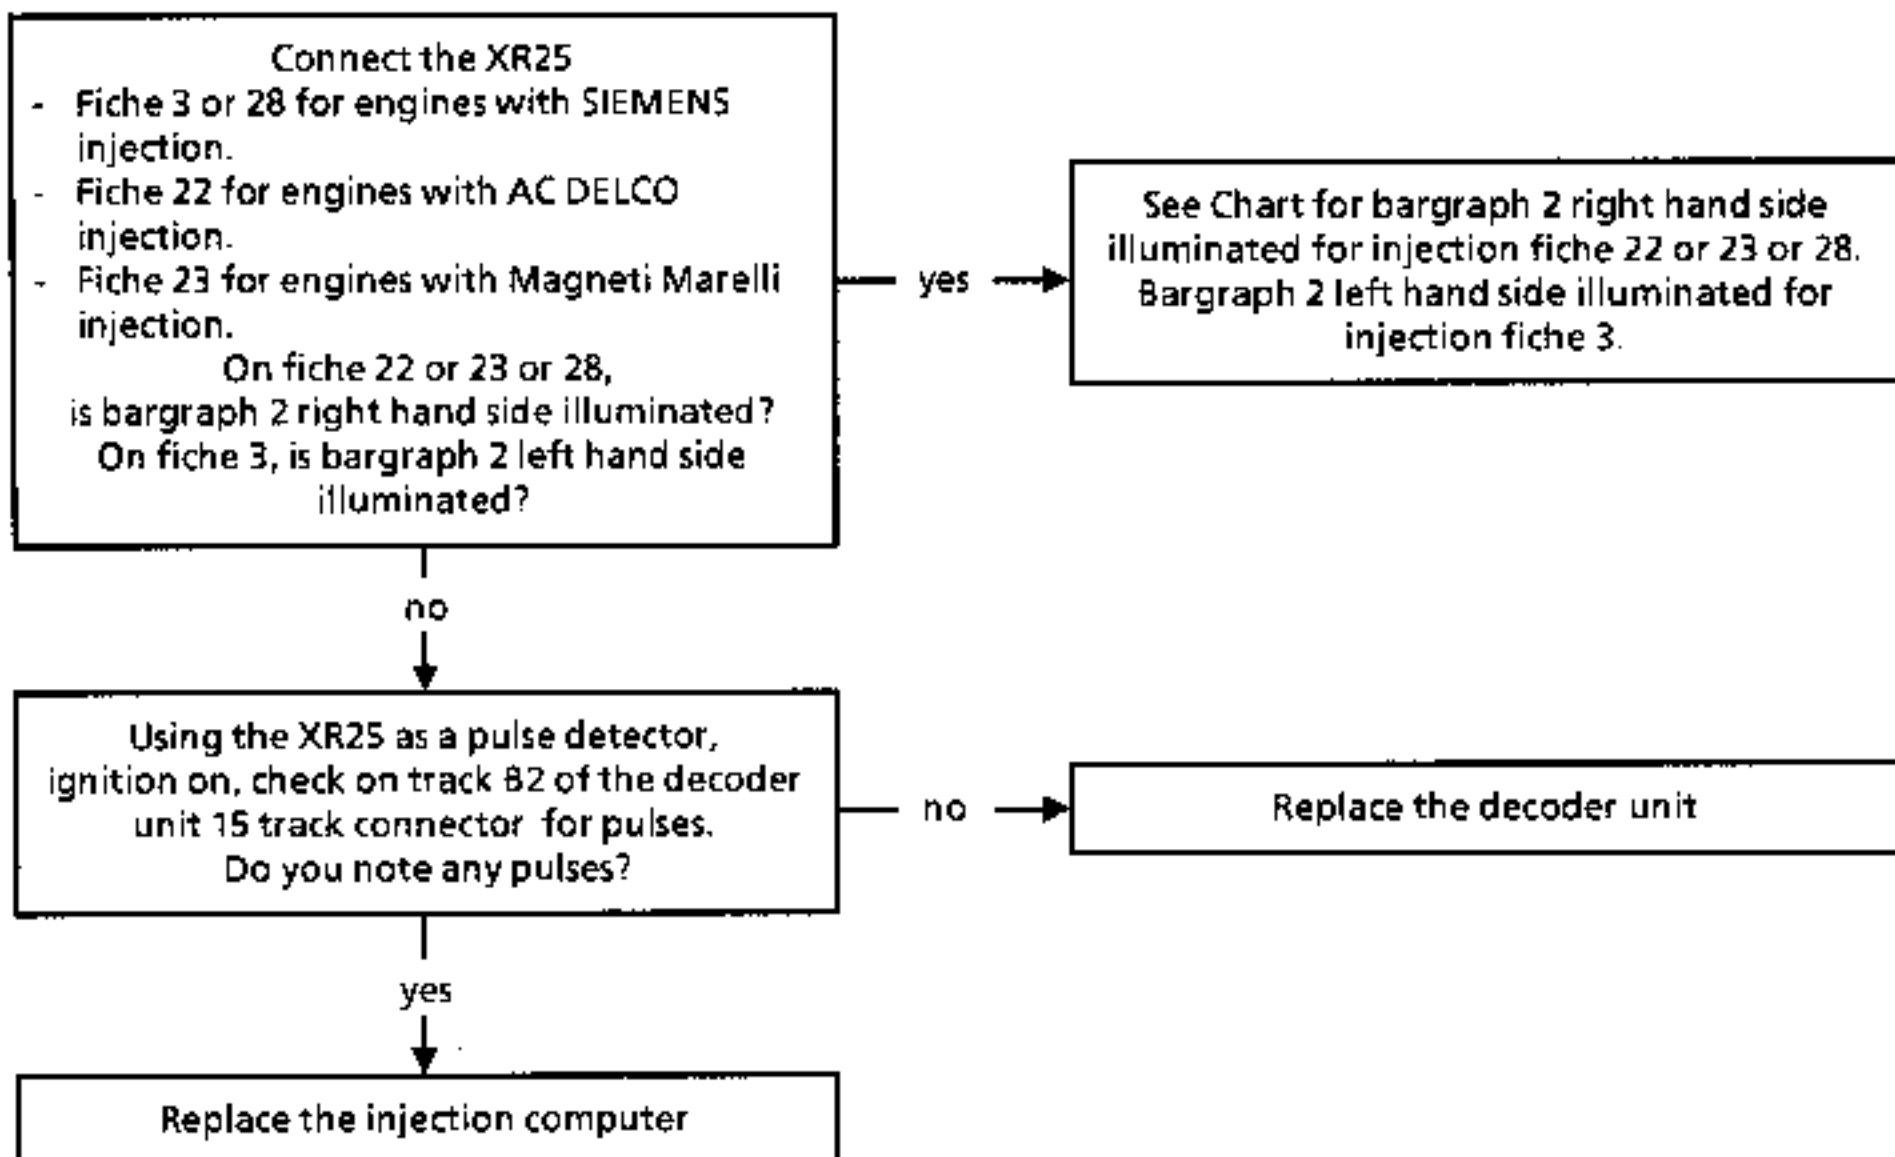 Connect the XR25
- Fiche 3 or 28 for engines with SIEMENS
injection.
- Fiche 22 for engines with AC DELCO
injection.
- Fiche 23 for engines with Magneti Marelli
injection.
On fiche 22 or 23 or 28,
is bargraph 2 right hand side illuminated?
On fiche 3, is bargraph 2 left hand side
illuminated?
yes
See Chart for bargraph 2 right hand side
illuminated for injection fiche 22 or 23 or 28.
Bargraph 2 left hand side illuminated for
injection fiche 3.
no
Using the XR25 as a pulse detector,
ignition on, check on track B2 of the decoder
unit 15 track connector for pulses.
Do you note any pulses?
no
Replace the decoder unit
yes
Replace the injection computer